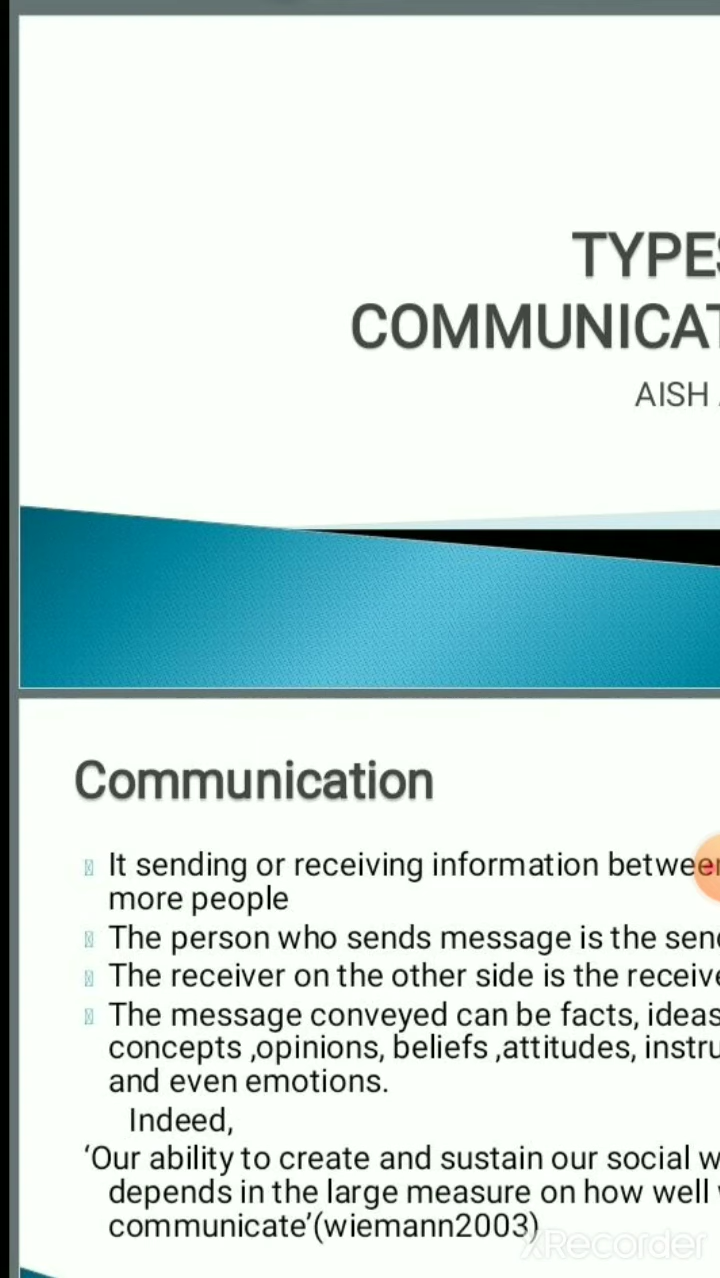 TYPES
COMMUNICAT
AISH
Communication
It sending or receiving information between
more people
The person who sends message is the send
The receiver on the other side is the receive
The message conveyed can be facts, ideas
concepts ,opinions, beliefs ,attitudes, instru
and even emotions.
Indeed,
‘Our ability to create and sustain our social w
depends in the large measure on how well
communicate’(wiemann2003)
XRecorder